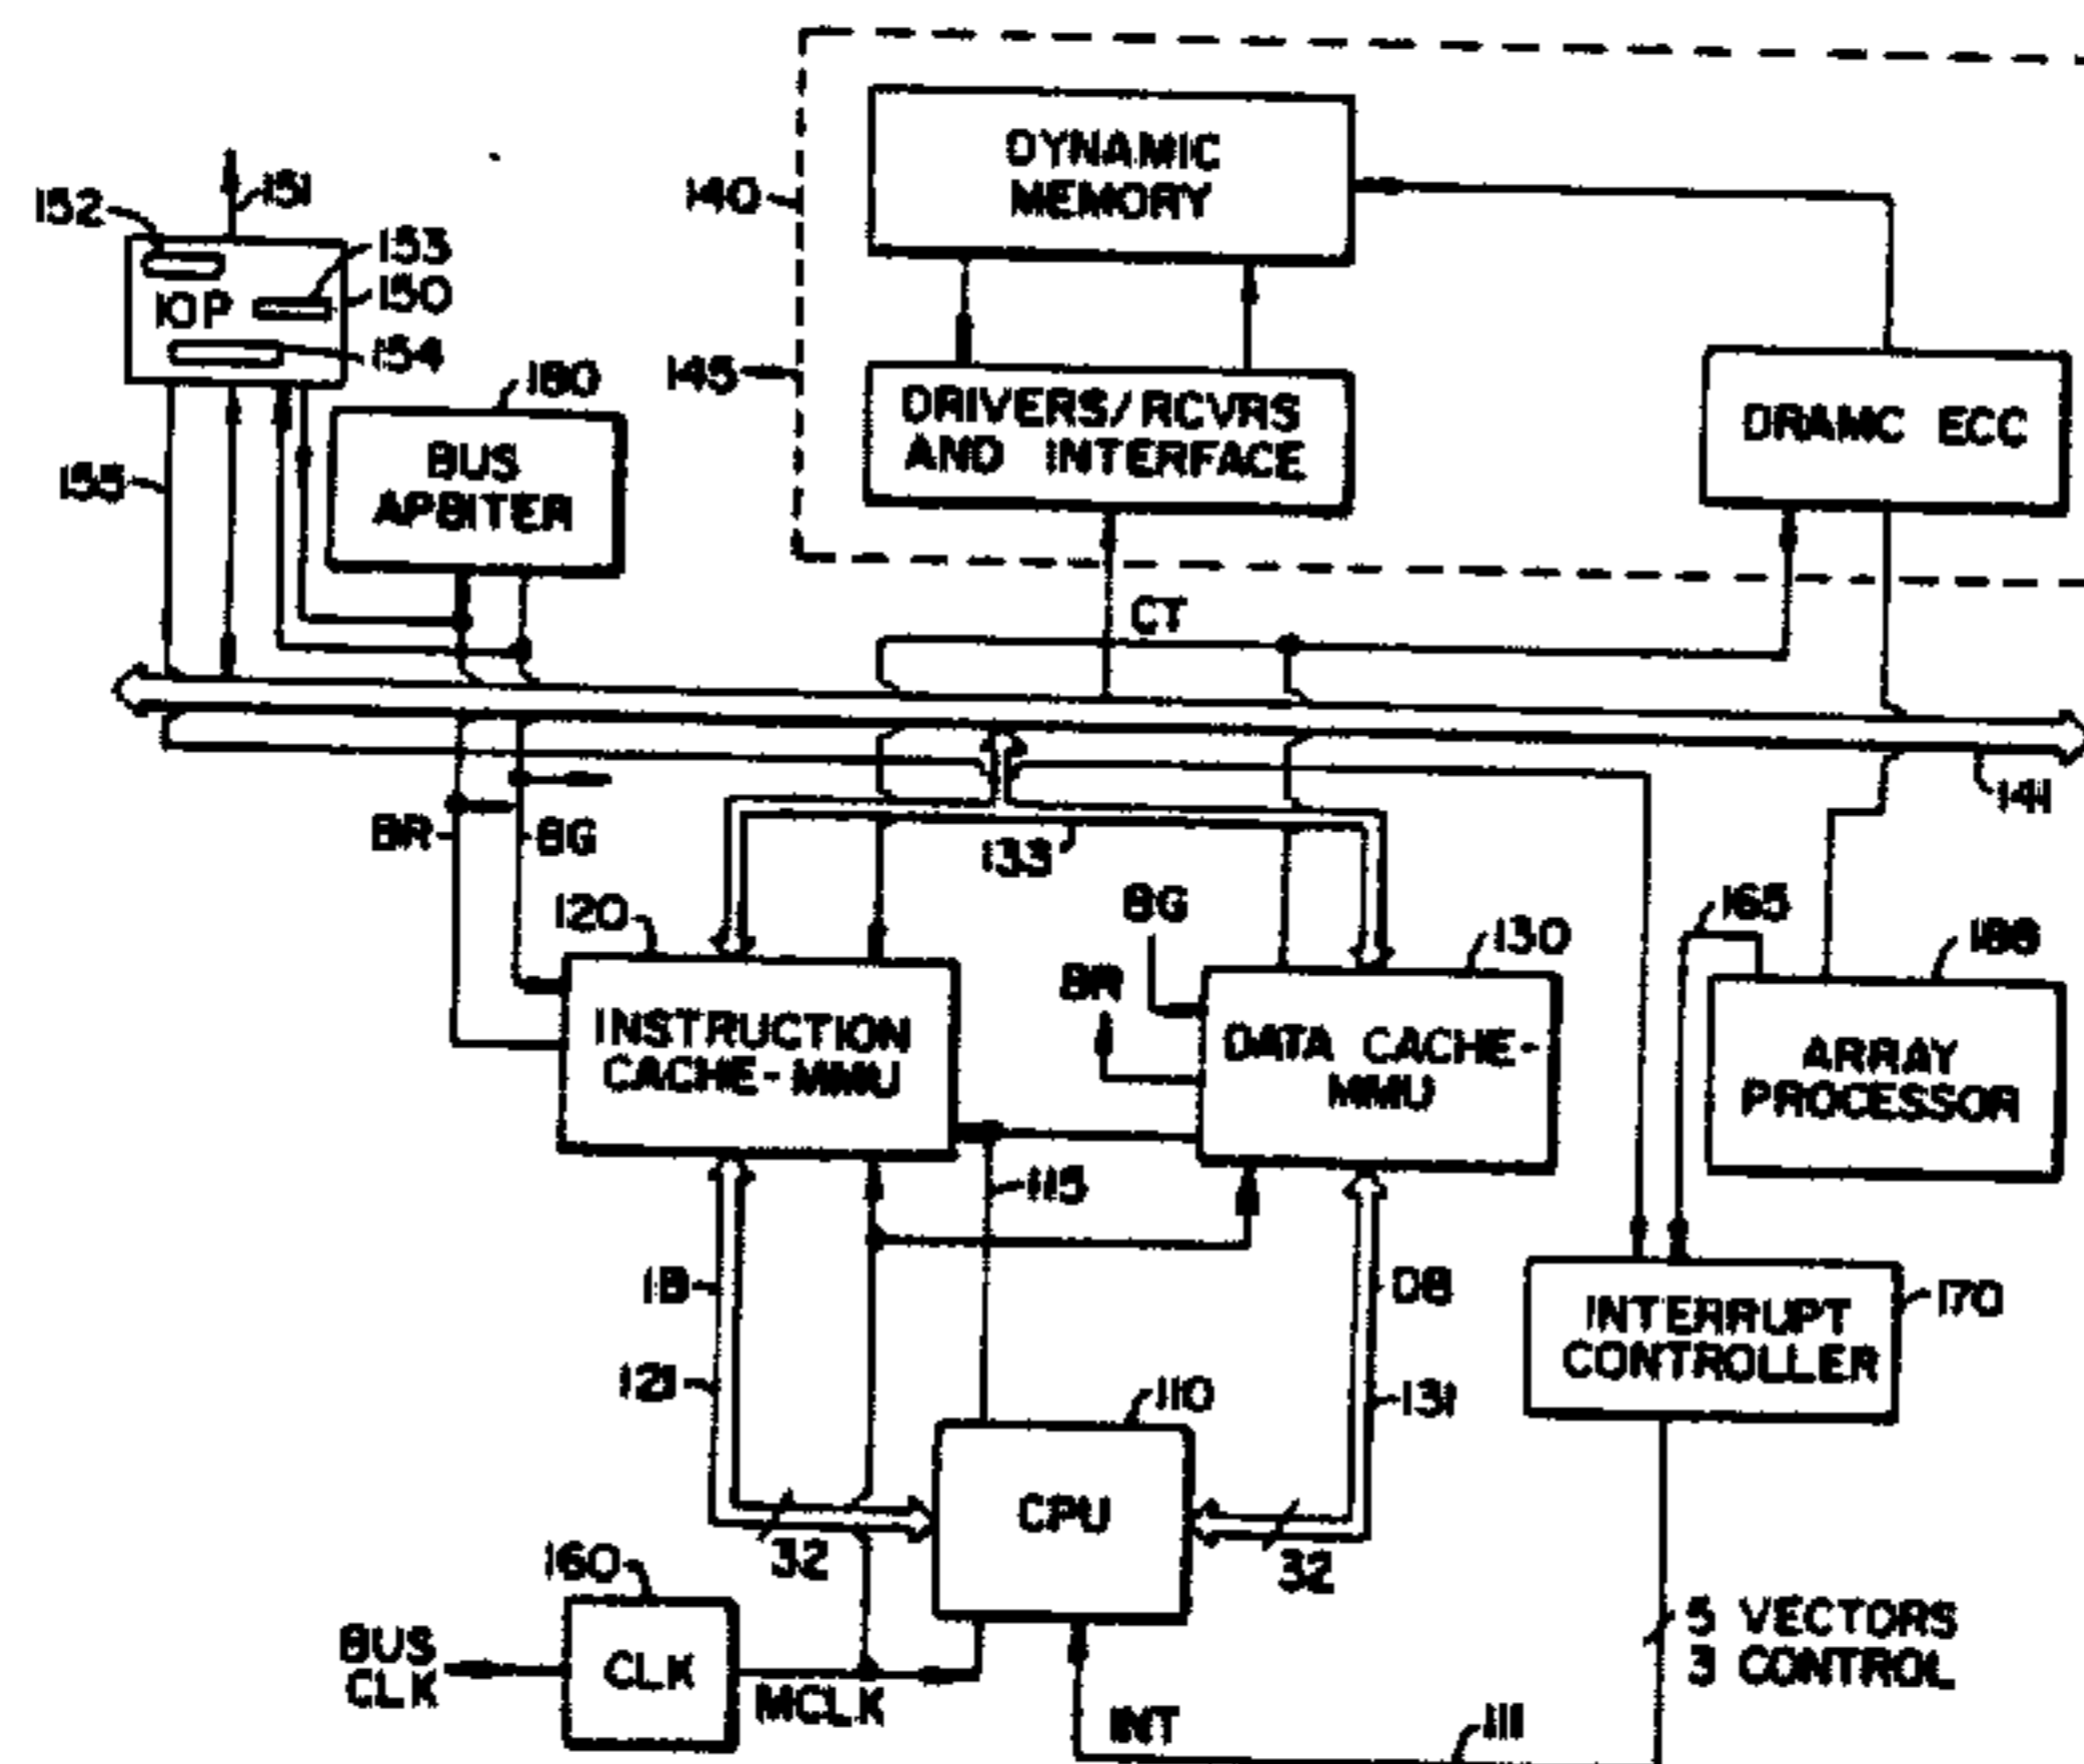 DYNAMIC
MEMORY
140
151
152
153
IOP
150
154
145
180
DRIVERS/RCVRS
AND INTERFACE
DRAMC ECC
BUS
ARBITER
155
CT
141
BR
BG
133
120
BG
130
165
188
BR
INSTRUCTION
CACHE-MMU
DATA CACHE-
MMU
ARRAY
PROCESSOR
115
IB
DB
170
INTERRUPT
CONTROLLER
121
110
131
CPU
32
32
160
BUS
CLK
CLK
MCLK
5 VECTORS
3 CONTROL
INT
111